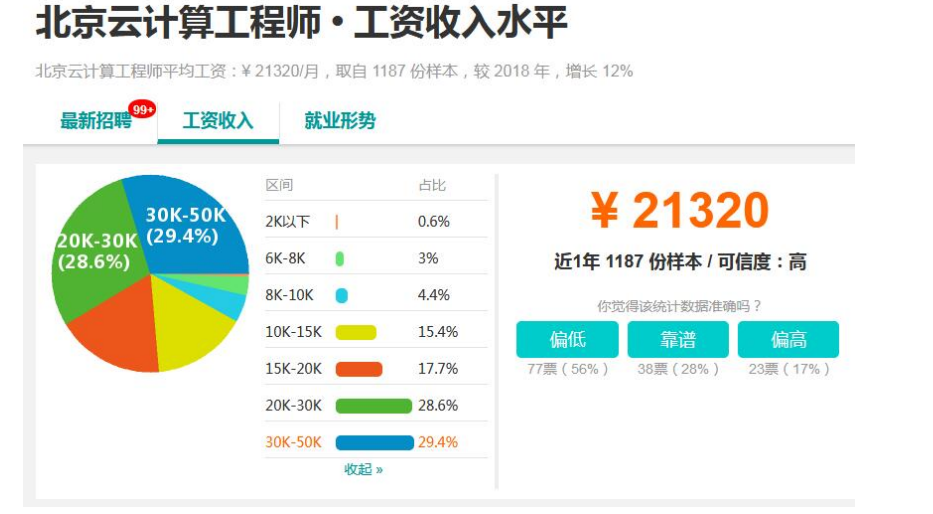 北京云计算工程师•工资收入水平
北京云计算工程师平均工资：¥ 21320/月，取自 1187 份样本，较 2018 年，增长 12%
最新招聘 99+ 工资收入 就业形势
30K-50K
(29.4%)
20K-30K
(28.6%)
区间 占比
2K以下 0.6%
6K-8K 3%
8K-10K 4.4%
10K-15K 15.4%
15K-20K 17.7%
20K-30K 28.6%
30K-50K 29.4%
收起 »
¥ 21320
近1年 1187 份样本 / 可信度：高
你觉得该统计数据准确吗？
偏低 靠谱 偏高
77票（56%） 38票（28%） 23票（17%）